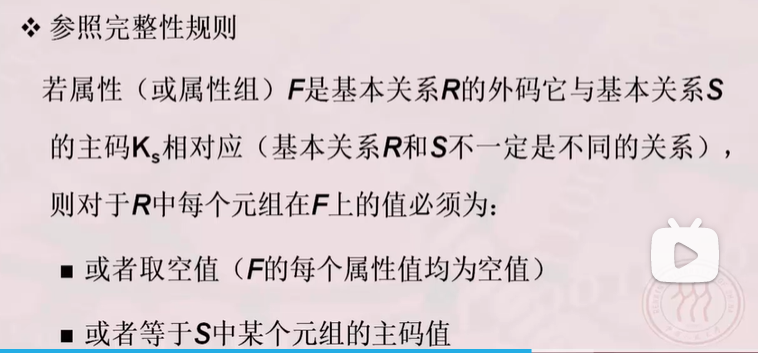 ❖ 参照完整性规则
若属性（或属性组）F是基本关系R的外码它与基本关系S
的主码Ks相对应（基本关系R和S不一定是不同的关系），
则对于R中每个元组在F上的值必须为：
■ 或者取空值（F的每个属性值均为空值）
■ 或者等于S中某个元组的主码值